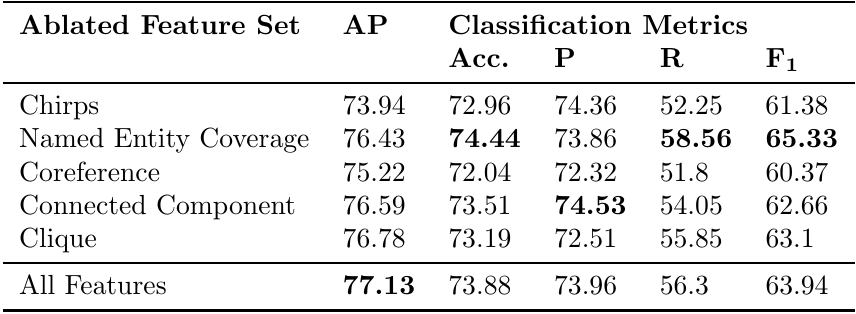 Ablated Feature Set AP Classification Metrics
Acc. P R F1
Chirps 73.94 72.96 74.36 52.25 61.38
Named Entity Coverage 76.43 74.44 73.86 58.56 65.33
Coreference 75.22 72.04 72.32 51.8 60.37
Connected Component 76.59 73.51 74.53 54.05 62.66
Clique 76.78 73.19 72.51 55.85 63.1
All Features 77.13 73.88 73.96 56.3 63.94